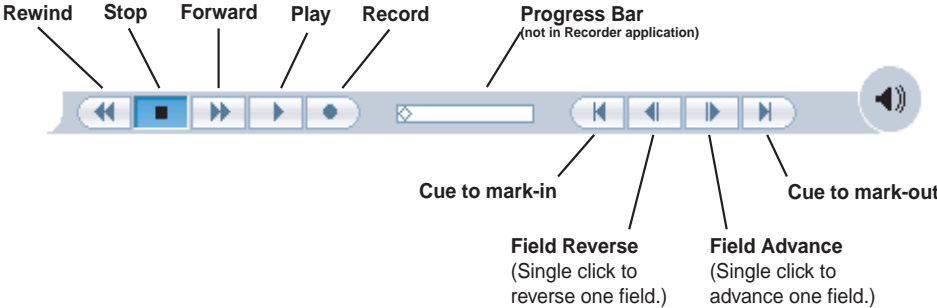 Rewind
Stop
Forward
Play
Record
Progress Bar
(not in Recorder application)
Cue to mark-in
Cue to mark-out
Field Reverse
(Single click to
reverse one field.)
Field Advance
(Single click to
advance one field.)